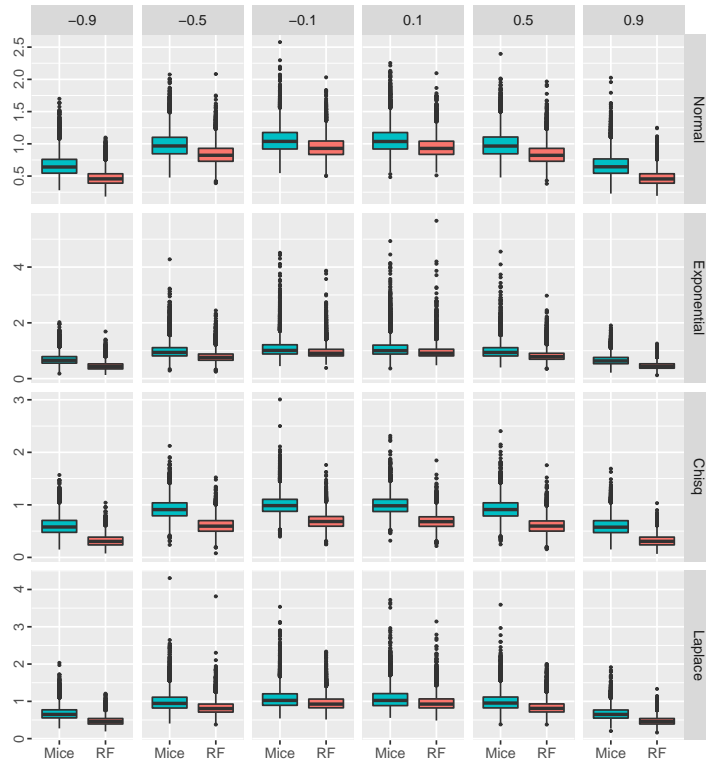 −0.9 −0.5 −0.1 0.1 0.5 0.9
2.5
2.0
1.5
1.0
0.5
Normal
4
2
0
Exponential
3
2
1
0
Chisq
4
3
2
1
0
Laplace
Mice RF Mice RF Mice RF Mice RF Mice RF Mice RF